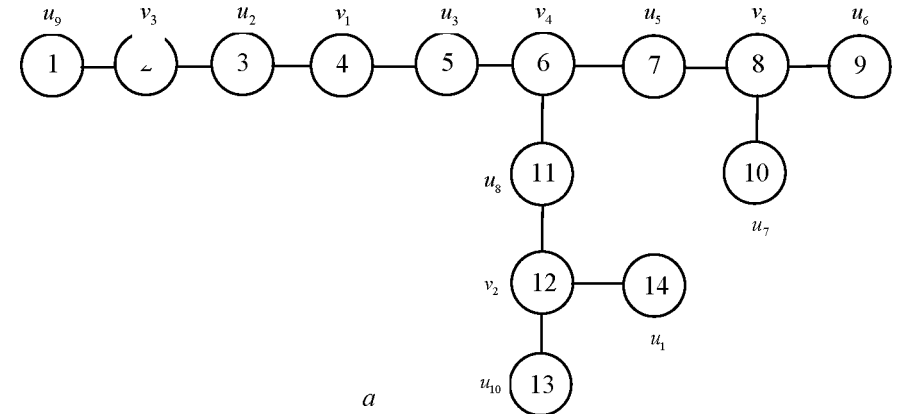 u₉ v₃ u₂ v₁ u₃ v₄ u₅ v₅ u₆
1 3 4 5 6 7 8 9
u₈ 11 10
u₇
v₂ 12 14
u₁
u₁₀ 13
a